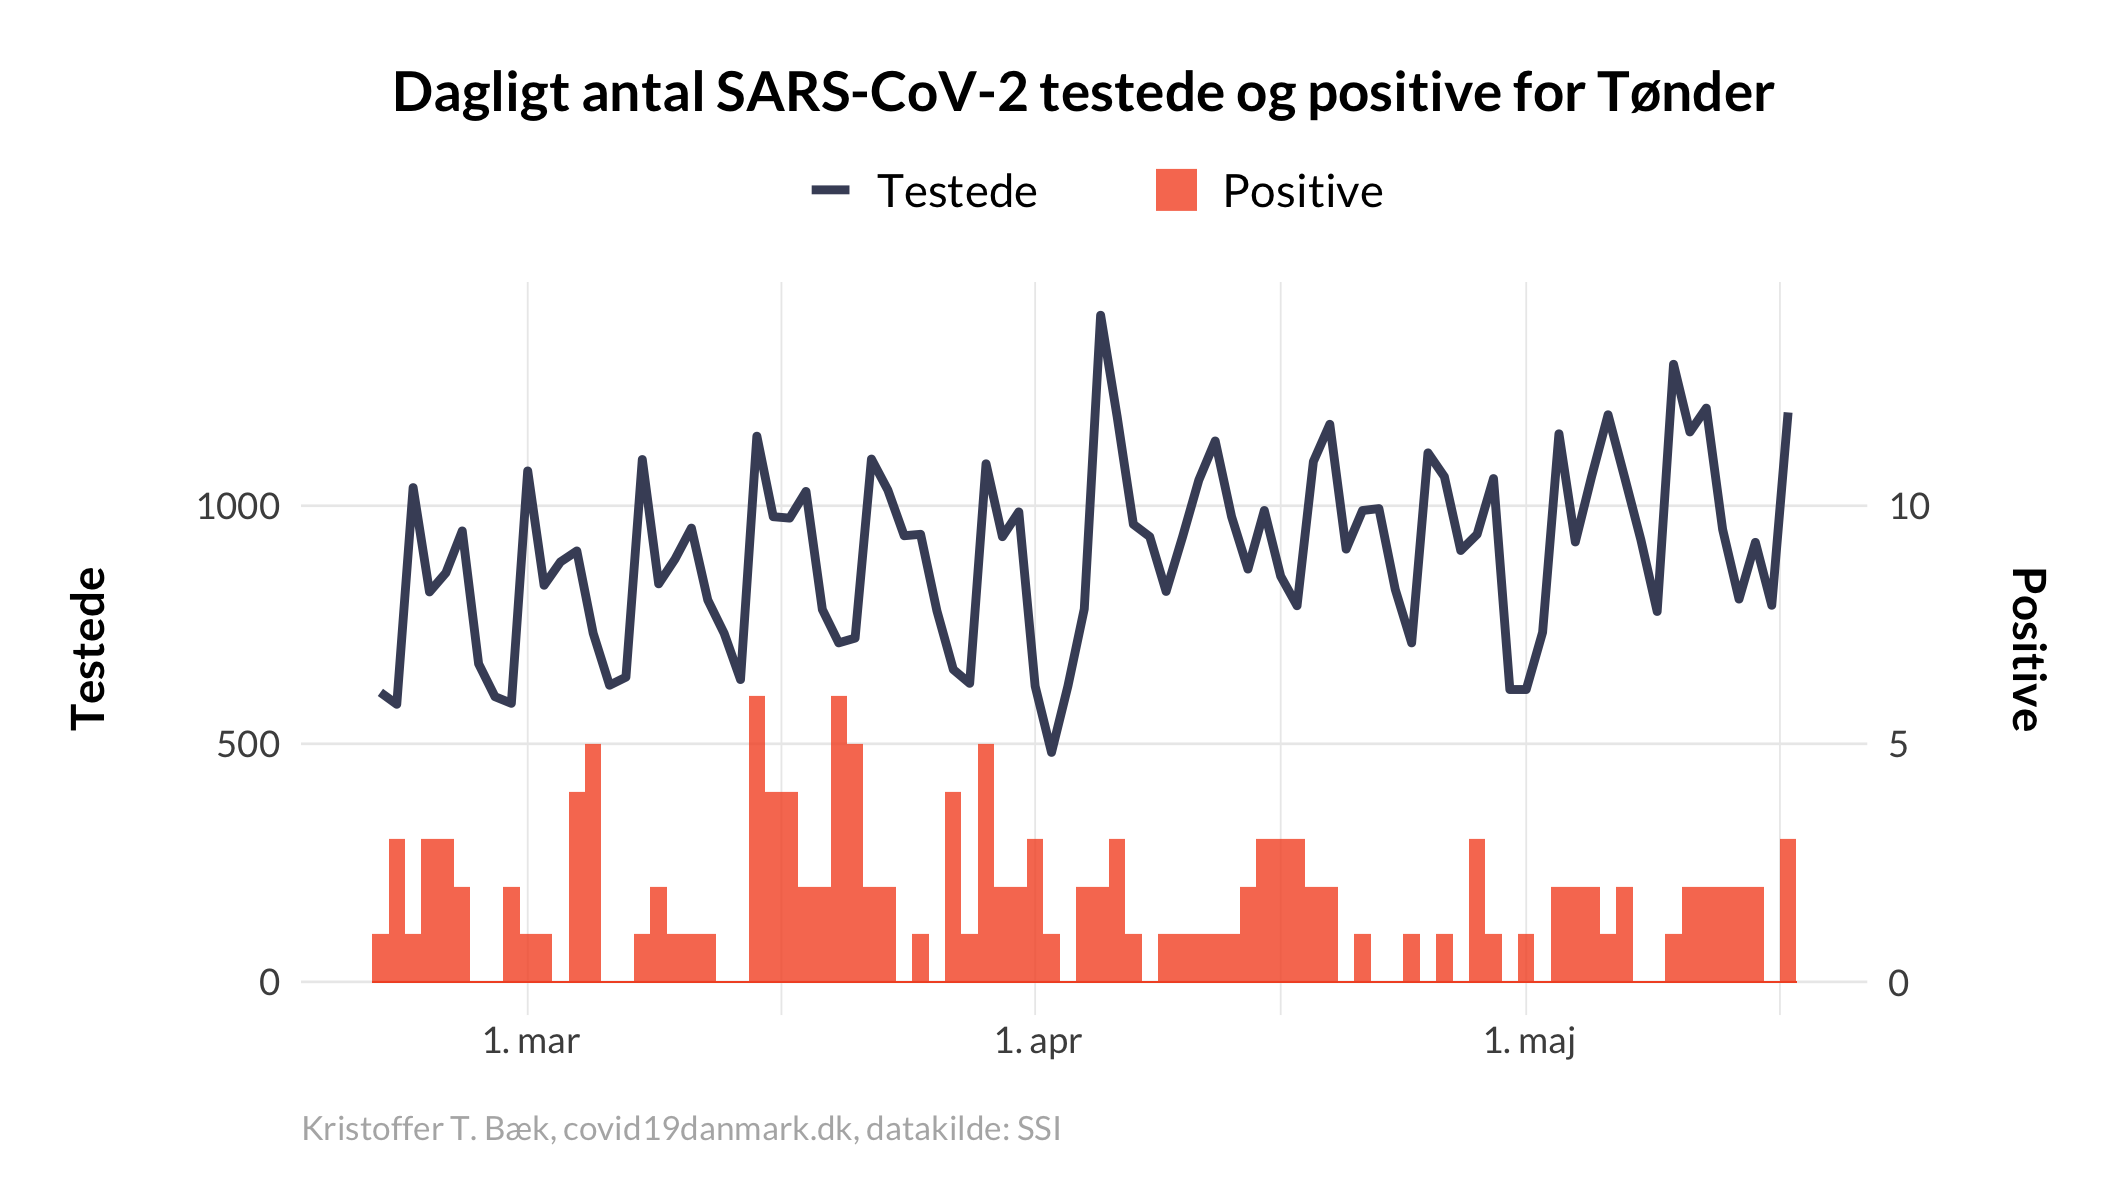 Dagligt antal SARS-CoV-2 testede og positive for Tønder
Testede Positive
Testede
1000
500
0
10
5
0
Positive
1. mar 1. apr 1. maj
Kristoffer T. Bæk, covid19danmark.dk, datakilde: SSI